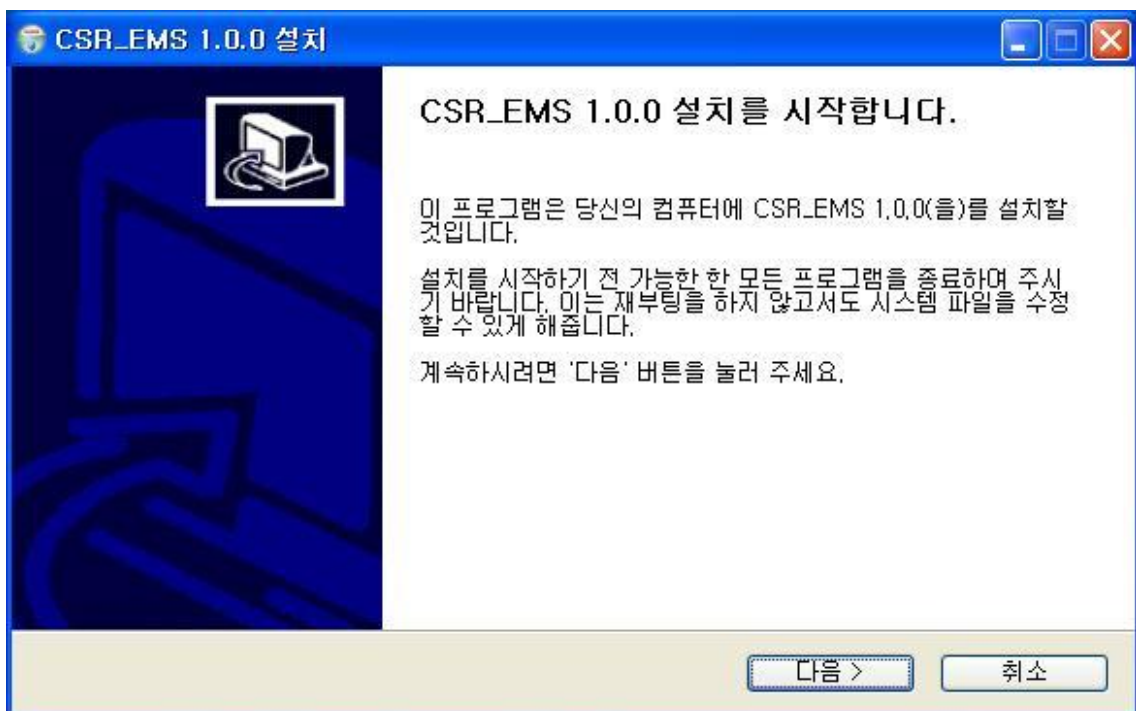 CSR_EMS 1.0.0 설치
CSR_EMS 1.0.0 설치를 시작합니다.
이 프로그램은 당신의 컴퓨터에 CSR_EMS 1.0.0(을)를 설치할
것입니다.
설치를 시작하기 전 가능한 한 모든 프로그램을 종료하여 주시
기 바랍니다. 이는 재부팅을 하지 않고서도 시스템 파일을 수정
할 수 있게 해줍니다.
계속하시려면 '다음' 버튼을 눌러 주세요.
다음 >
취소